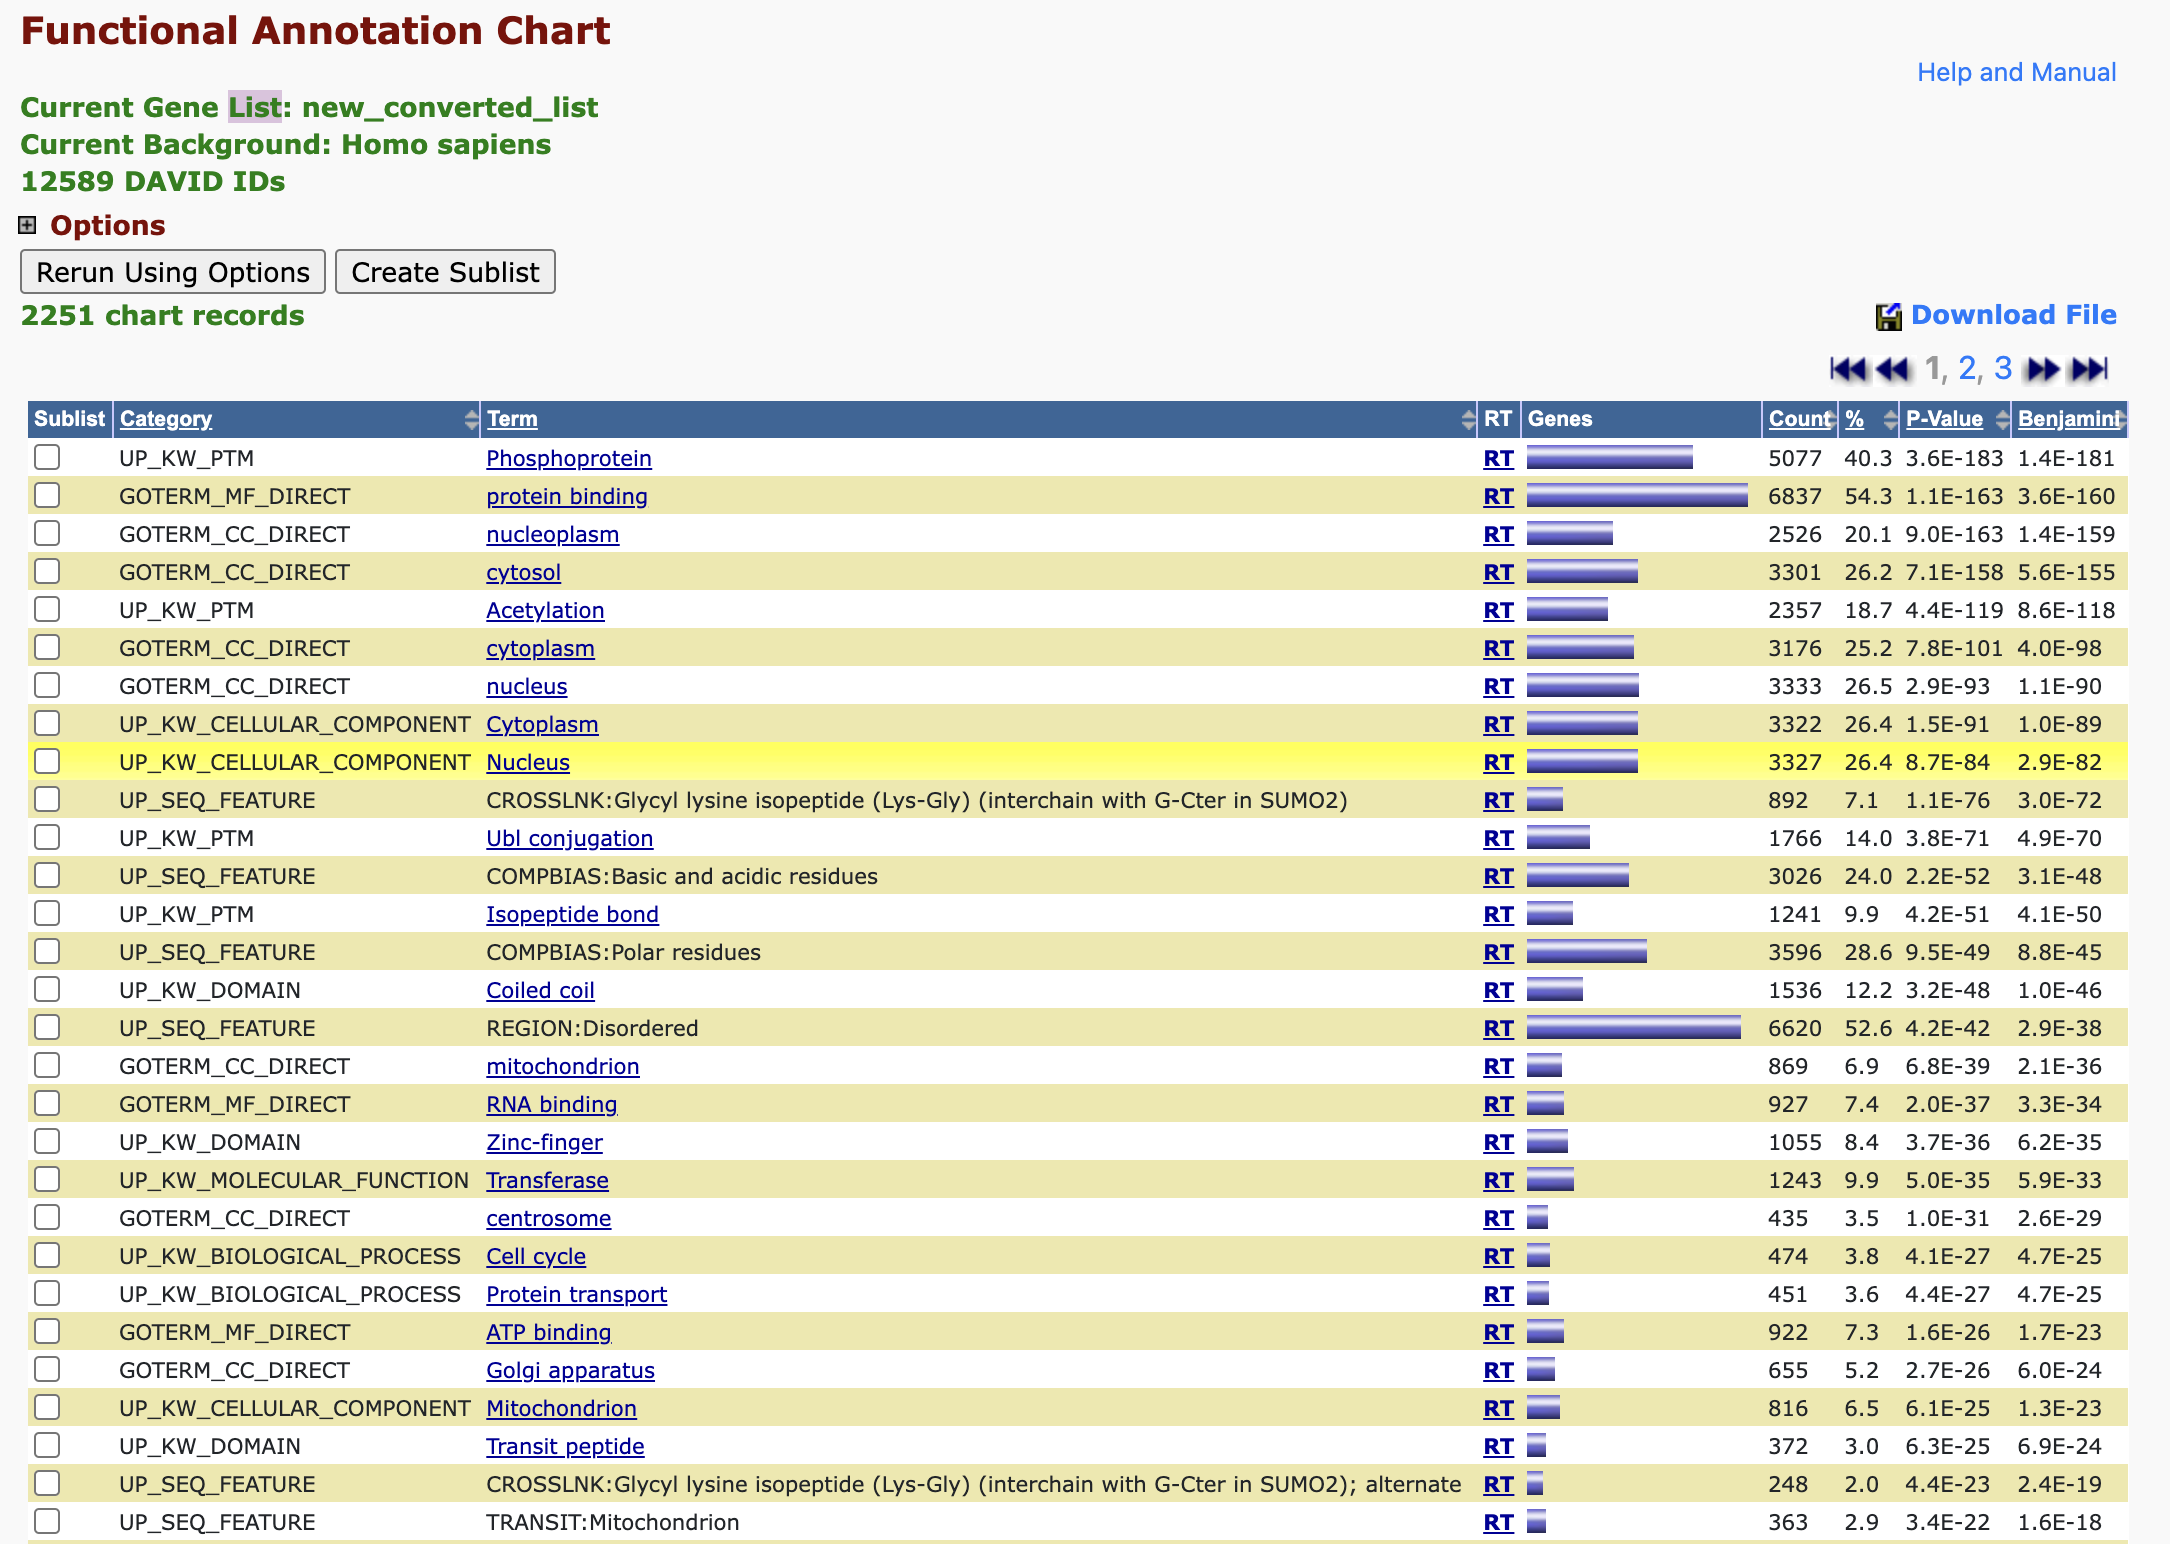 Functional Annotation Chart
Help and Manual
Current Gene List: new_converted_list
Current Background: Homo sapiens
12589 DAVID IDs
Options
Rerun Using Options Create Sublist
2251 chart records
Download File
1, 2, 3
Sublist Category Term RT Genes Count % P-Value Benjamini
UP_KW_PTM Phosphoprotein RT 5077 40.3 3.6E-183 1.4E-181
GOTERM_MF_DIRECT protein binding RT 6837 54.3 1.1E-163 3.6E-160
GOTERM_CC_DIRECT nucleoplasm RT 2526 20.1 9.0E-163 1.4E-159
GOTERM_CC_DIRECT cytosol RT 3301 26.2 7.1E-158 5.6E-155
UP_KW_PTM Acetylation RT 2357 18.7 4.4E-119 8.6E-118
GOTERM_CC_DIRECT cytoplasm RT 3176 25.2 7.8E-101 4.0E-98
GOTERM_CC_DIRECT nucleus RT 3333 26.5 2.9E-93 1.1E-90
UP_KW_CELLULAR_COMPONENT Cytoplasm RT 3322 26.4 1.5E-91 1.0E-89
UP_KW_CELLULAR_COMPONENT Nucleus RT 3327 26.4 8.7E-84 2.9E-82
UP_SEQ_FEATURE CROSSLNK:Glycyl lysine isopeptide (Lys-Gly) (interchain with G-Cter in SUMO2) RT 892 7.1 1.1E-76 3.0E-72
UP_KW_PTM Ubl conjugation RT 1766 14.0 3.8E-71 4.9E-70
UP_SEQ_FEATURE COMPBIAS:Basic and acidic residues RT 3026 24.0 2.2E-52 3.1E-48
UP_KW_PTM Isopeptide bond RT 1241 9.9 4.2E-51 4.1E-50
UP_SEQ_FEATURE COMPBIAS:Polar residues RT 3596 28.6 9.5E-49 8.8E-45
UP_KW_DOMAIN Coiled coil RT 1536 12.2 3.2E-48 1.0E-46
UP_SEQ_FEATURE REGION:Disordered RT 6620 52.6 4.2E-42 2.9E-38
GOTERM_CC_DIRECT mitochondrion RT 869 6.9 6.8E-39 2.1E-36
GOTERM_MF_DIRECT RNA binding RT 927 7.4 2.0E-37 3.3E-34
UP_KW_DOMAIN Zinc-finger RT 1055 8.4 3.7E-36 6.2E-35
UP_KW_MOLECULAR_FUNCTION Transferase RT 1243 9.9 5.0E-35 5.9E-33
GOTERM_CC_DIRECT centrosome RT 435 3.5 1.0E-31 2.6E-29
UP_KW_BIOLOGICAL_PROCESS Cell cycle RT 474 3.8 4.1E-27 4.7E-25
UP_KW_BIOLOGICAL_PROCESS Protein transport RT 451 3.6 4.4E-27 4.7E-25
GOTERM_MF_DIRECT ATP binding RT 922 7.3 1.6E-26 1.7E-23
GOTERM_CC_DIRECT Golgi apparatus RT 655 5.2 2.7E-26 6.0E-24
UP_KW_CELLULAR_COMPONENT Mitochondrion RT 816 6.5 6.1E-25 1.3E-23
UP_KW_DOMAIN Transit peptide RT 372 3.0 6.3E-25 6.9E-24
UP_SEQ_FEATURE CROSSLNK:Glycyl lysine isopeptide (Lys-Gly) (interchain with G-Cter in SUMO2); alternate RT 248 2.0 4.4E-23 2.4E-19
UP_SEQ_FEATURE TRANSIT:Mitochondrion RT 363 2.9 3.4E-22 1.6E-18